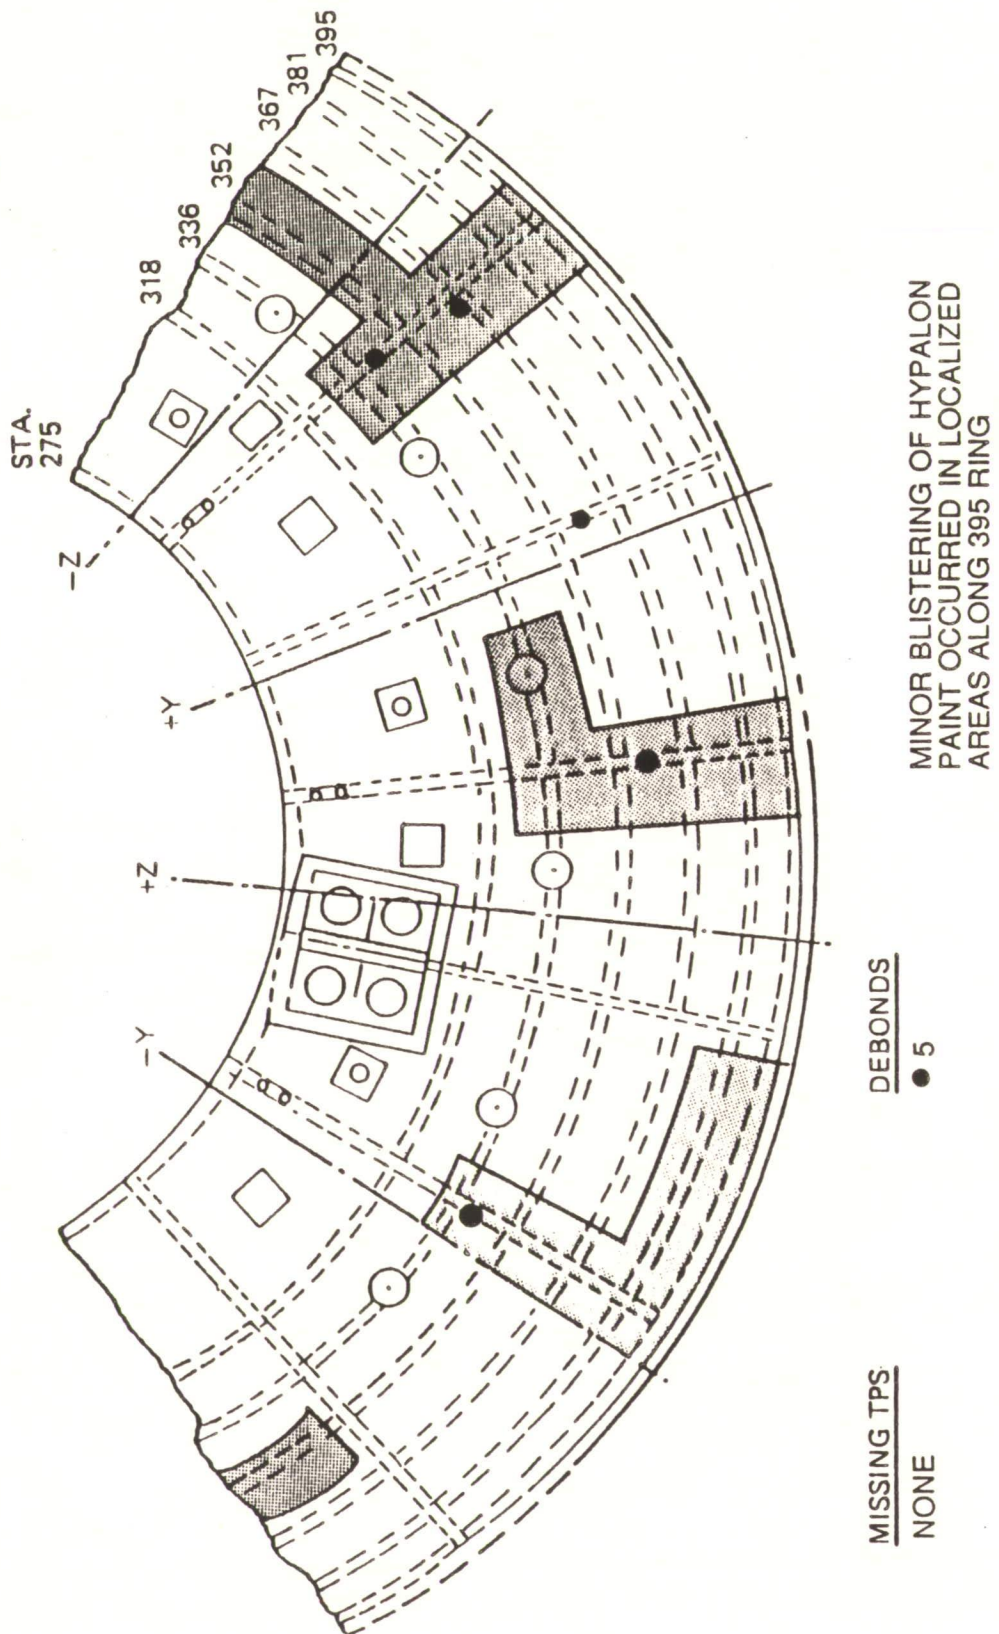 STA.
275
318
336
352
367
381
395
-Z
+Y
+Z
-Y
MISSING TPS
NONE
DEBONDS
5
MINOR BLISTERING OF HYPALON
PAINT OCCURRED IN LOCALIZED
AREAS ALONG 395 RING